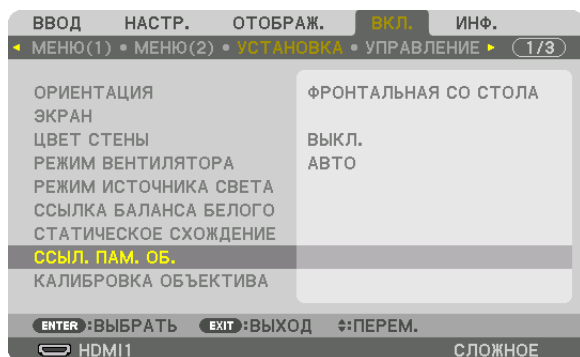 ВВОД НАСТР. ОТОБРАЖ. ВКЛ. ИНФ.
МЕНЮ(1) • МЕНЮ(2) • УСТАНОВКА • УПРАВЛЕНИЕ 1/3
ОРИЕНТАЦИЯ ФРОНТАЛЬНАЯ СО СТОЛА
ЭКРАН
ЦВЕТ СТЕНЫ ВЫКЛ.
РЕЖИМ ВЕНТИЛЯТОРА АВТО
РЕЖИМ ИСТОЧНИКА СВЕТА
ССЫЛКА БАЛАНСА БЕЛОГО
СТАТИЧЕСКОЕ СХОЖДЕНИЕ
ССЫЛ. ПАМ. ОБ.
КАЛИБРОВКА ОБЪЕКТИВА
ENTER :ВЫБРАТЬ EXIT :ВЫХОД :ПЕРЕМ.
HDMI1 СЛОЖНОЕ